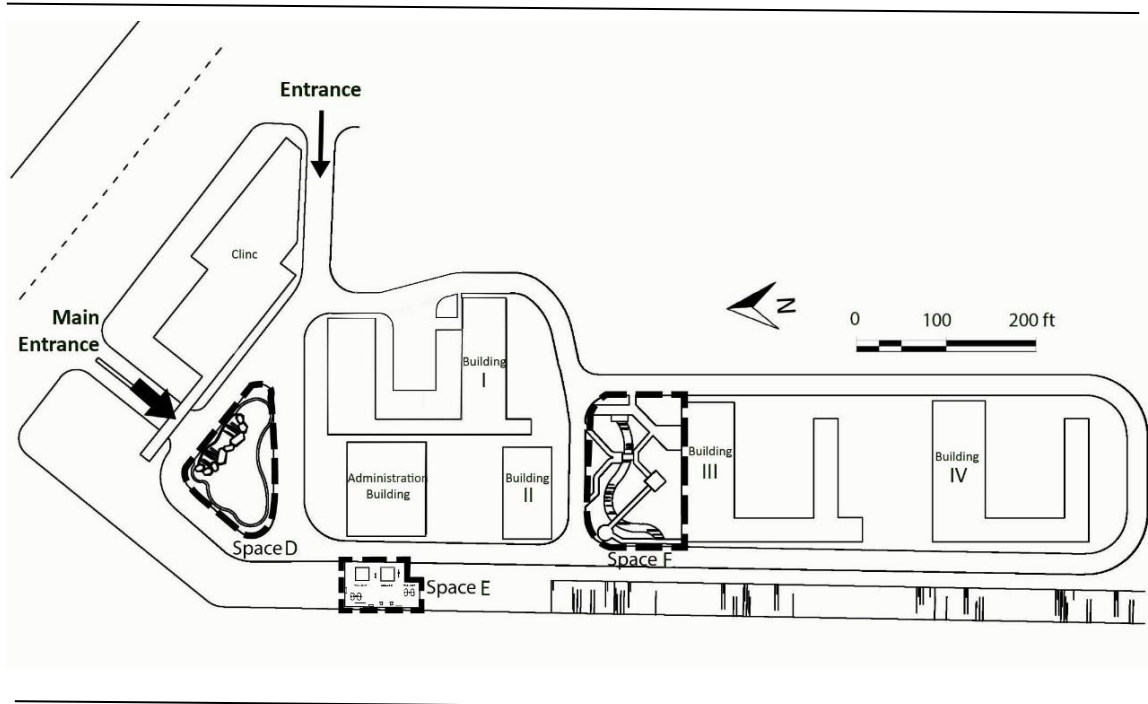 Entrance
Clinc
Main
Entrance
N
0 100 200 ft
Building
I
Building
III
Building
IV
Administration
Building
Building
II
Space D
Space F
Space E